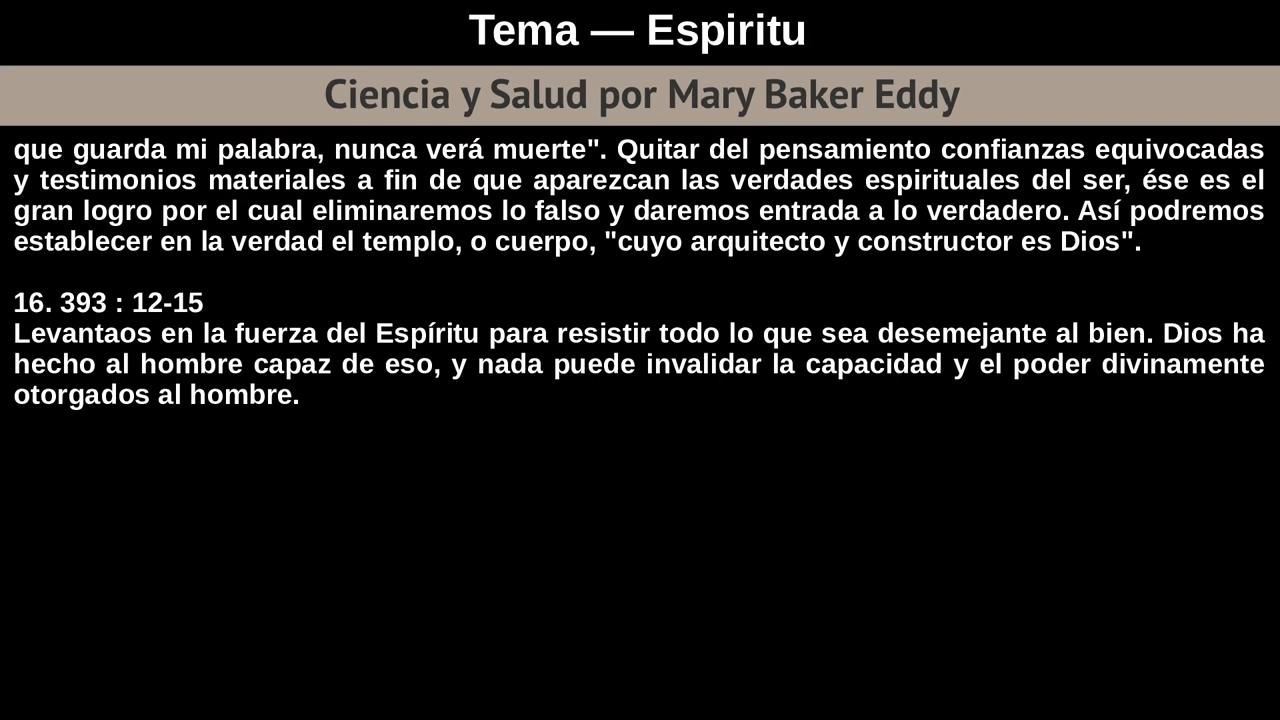 Tema — Espiritu
Ciencia y Salud por Mary Baker Eddy
que guarda mi palabra, nunca verá muerte". Quitar del pensamiento confianzas equivocadas
y testimonios materiales a fin de que aparezcan las verdades espirituales del ser, ése es el
gran logro por el cual eliminaremos lo falso y daremos entrada a lo verdadero. Así podremos
establecer en la verdad el templo, o cuerpo, "cuyo arquitecto y constructor es Dios".
16. 393 : 12-15
Levantaos en la fuerza del Espíritu para resistir todo lo que sea desemejante al bien. Dios ha
hecho al hombre capaz de eso, y nada puede invalidar la capacidad y el poder divinamente
otorgados al hombre.